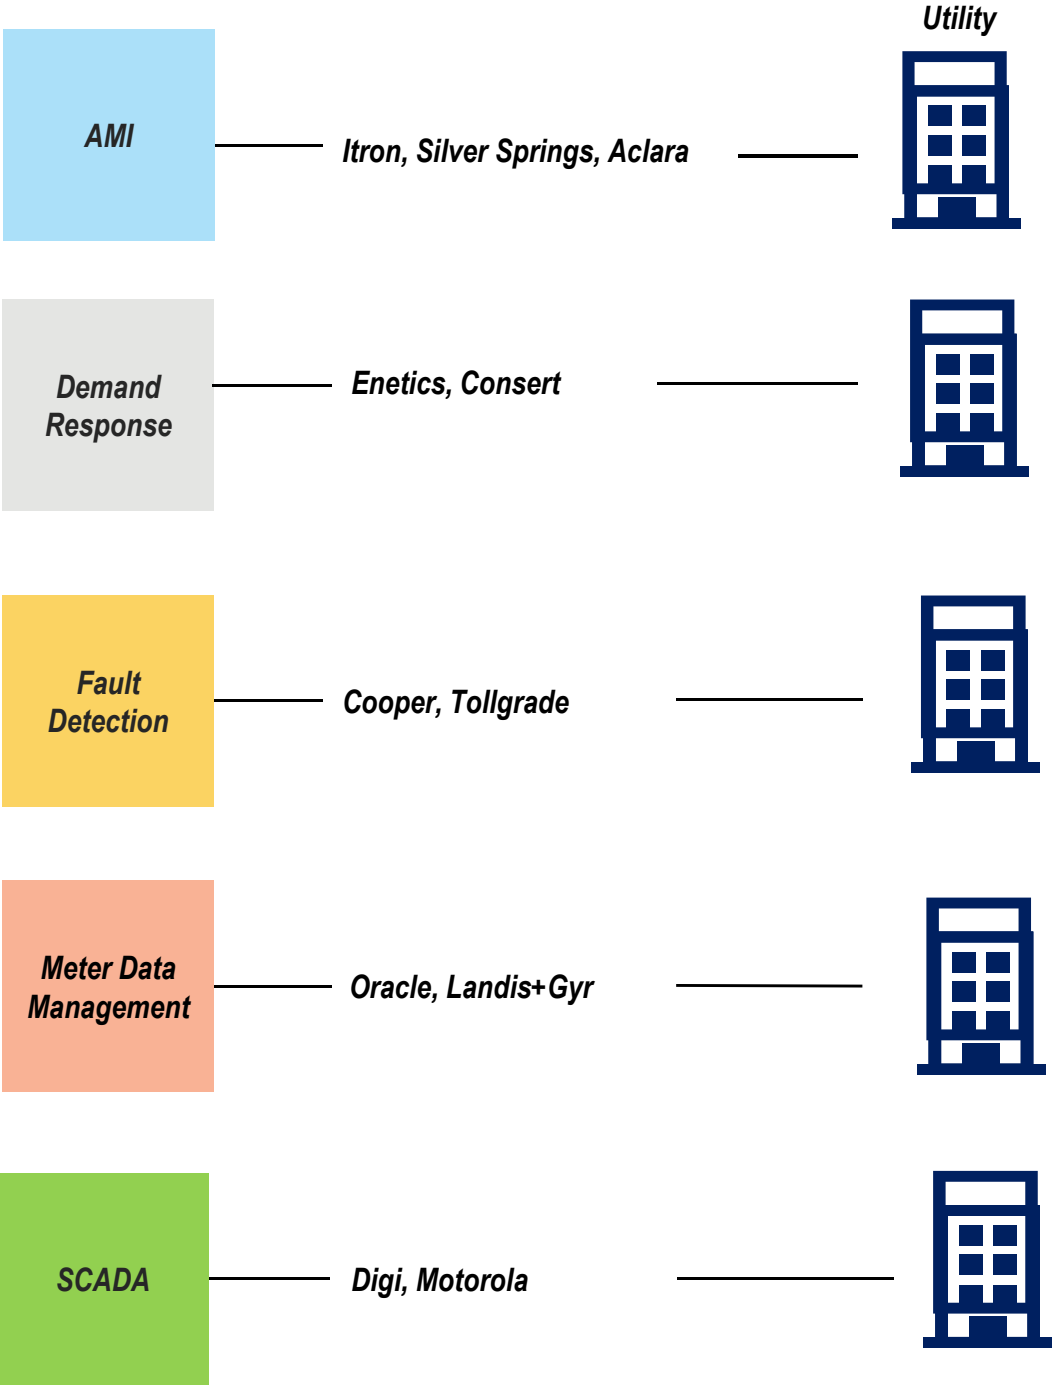 Utility
AMI
Itron, Silver Springs, Aclara
Demand
Response
Enetics, Consert
Fault
Detection
Cooper, Tollgrade
Meter Data
Management
Oracle, Landis+Gyr
SCADA
Digi, Motorola